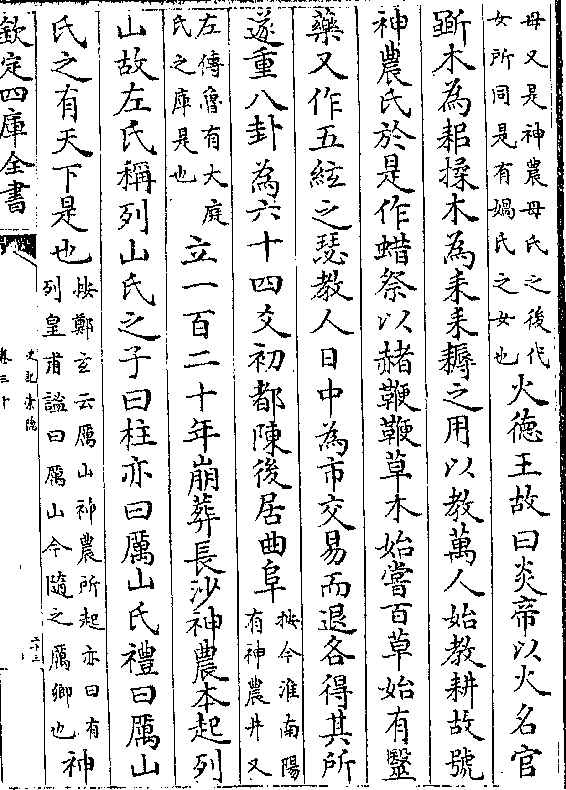 母又是神農母氏之後代
女所同是有媧氏之女也
火德王故曰炎帝以火名官
斲木為耜揉木為耒耒耨之用以教萬人始教耕故號
神農氏於是作蜡祭以赭鞭鞭草木始嘗百草始有毉
藥又作五絃之瑟教人日中為市交易而退各得其所
遂重八卦為六十四爻初都陳後居曲阜
按今淮南陽
有神農井又
左傳魯有大庭
氏之庫是也
立一百二十年崩葬長沙神農本起列
山故左氏稱列山氏之子曰柱亦曰厲山氏禮曰厲山
氏之有天下是也
按鄭玄云厲山神農所起亦曰有
列皇甫謐曰厲山今隨之厲鄉也
神
欽定四庫全書
史記索隱
卷三十
二十三